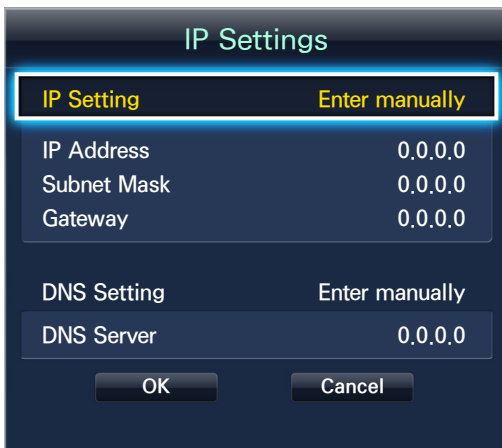 IP Settings
IP Setting Enter manually
IP Address 0.0.0.0
Subnet Mask 0.0.0.0
Gateway 0.0.0.0
DNS Setting Enter manually
DNS Server 0.0.0.0
OK Cancel